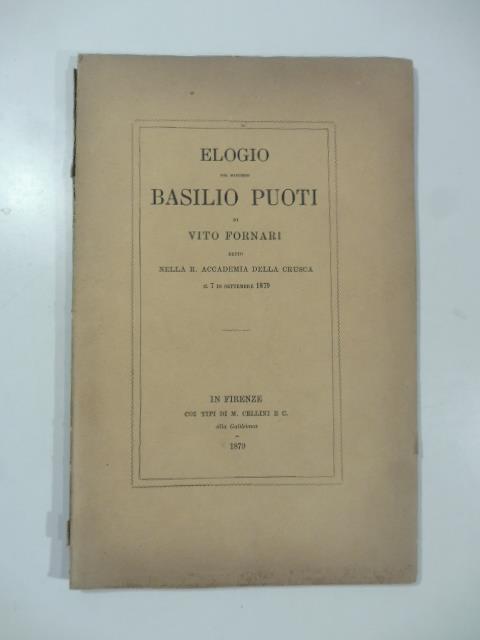 ELOGIO
DEL MARCHESE
BASILIO PUOTI
DI
VITO FORNARI
DETTO
NELLA R. ACCADEMIA DELLA CRUSCA
IL 7 DI SETTEMBRE 1879
IN FIRENZE
COI TIPI DI M. CELLINI E C.
alla Galileiana
1879